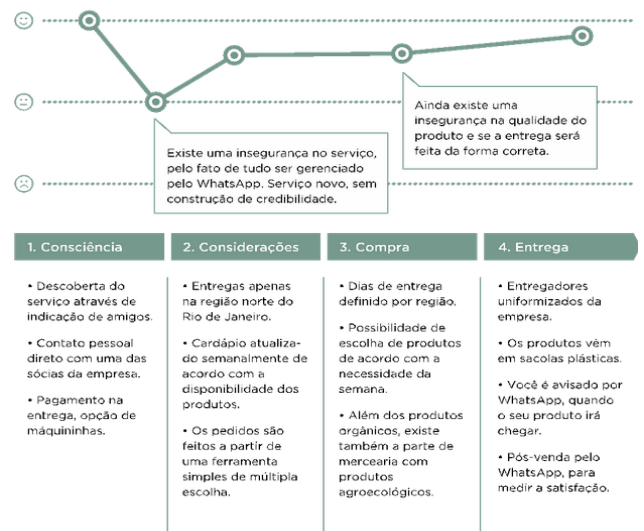 Existe uma insegurança no serviço,
pelo fato de tudo ser gerenciado
pelo WhatsApp. Serviço novo, sem
construção de credibilidade.
Ainda existe uma
insegurança na qualidade do
produto e se a entrega será
feita da forma correta.
1. Consciência
• Descoberta do
serviço através de
indicação de amigos.
• Contato pessoal
direto com uma das
sócias da empresa.
• Pagamento na
entrega, opção de
máquininhas.
2. Considerações
• Entregas apenas
na região norte do
Rio de Janeiro.
• Cardápio atualiza-
do semanalmente de
acordo com a
disponibilidade dos
produtos.
• Os pedidos são
feitos a partir de
uma ferramenta
simples de múltipla
escolha.
3. Compra
• Dias de entrega
definido por região.
• Possibilidade de
escolha de produtos
de acordo com a
necessidade da
semana.
• Além dos produtos
orgânicos, existe
também a parte de
mercearia com
produtos
agroecológicos.
4. Entrega
• Entregadores
uniformizados da
empresa.
• Os produtos vêm
em sacolas plásticas.
• Você é avisado por
WhatsApp, quando
o seu produto irá
chegar.
• Pós-venda pelo
WhatsApp, para
medir a satisfação.